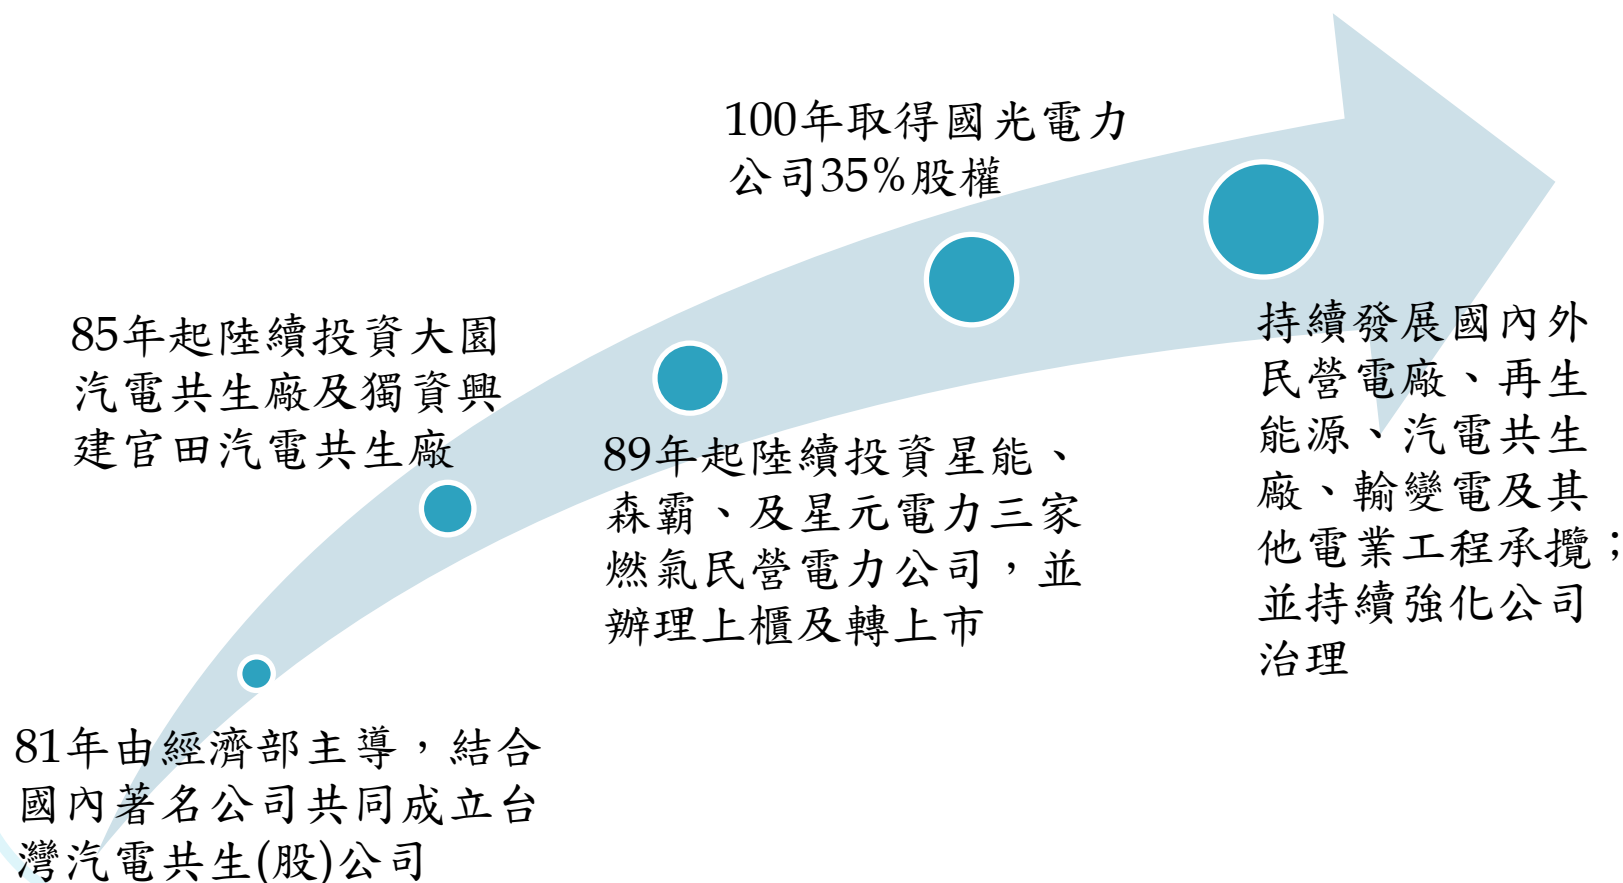 100年取得國光電力
公司35%股權
85年起陸續投資大園
汽電共生廠及獨資興
建官田汽電共生廠
持續發展國內外
民營電廠、再生
能源、汽電共生
廠、輸變電及其
他電業工程承攬；
並持續強化公司
治理
89年起陸續投資星能、
森霸、及星元電力三家
燃氣民營電力公司，並
辦理上櫃及轉上市
81年由經濟部主導，結合
國內著名公司共同成立台
灣汽電共生(股)公司